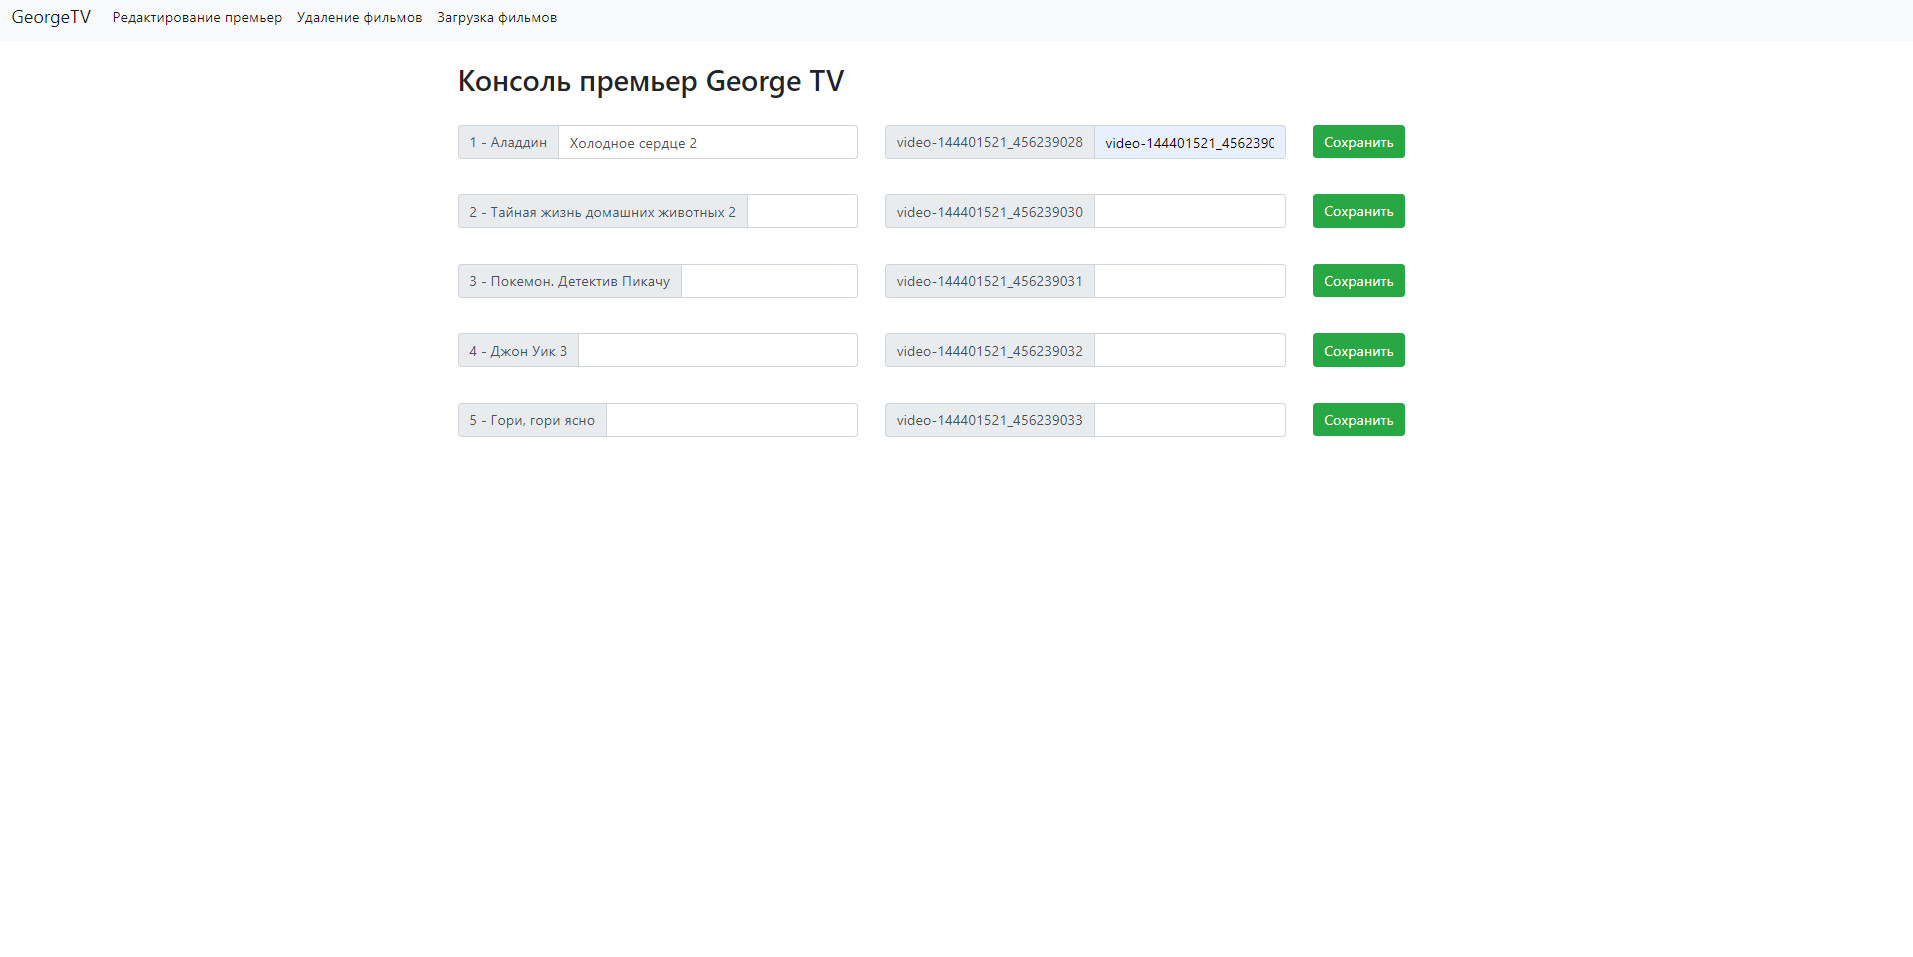 GeorgeTV Редактирование премьер Удаление фильмов Загрузка фильмов
Консоль премьер George TV
1 - Аладдин Холодное сердце 2 video-144401521_456239028 video-144401521_4562390 Сохранить
2 - Тайная жизнь домашних животных 2 video-144401521_456239030 Сохранить
3 - Покемон. Детектив Пикачу video-144401521_456239031 Сохранить
4 - Джон Уик 3 video-144401521_456239032 Сохранить
5 - Гори, гори ясно video-144401521_456239033 Сохранить